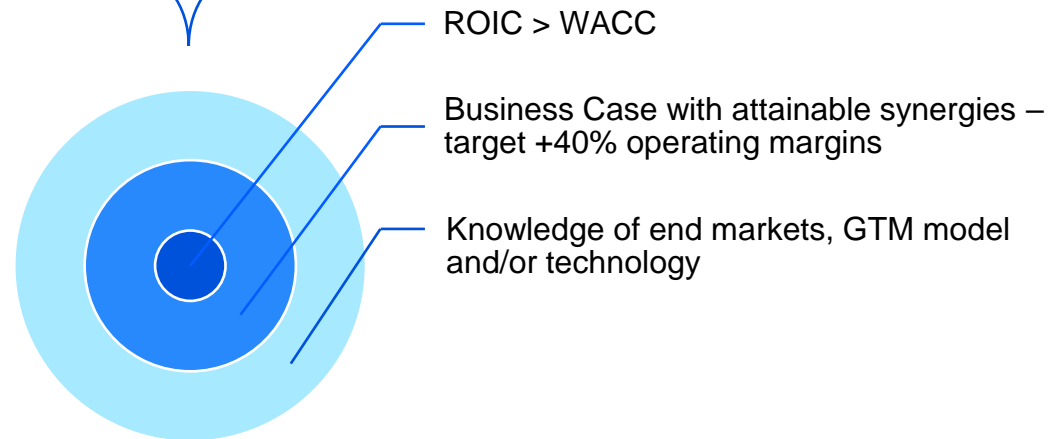 ROIC > WACC
Business Case with attainable synergies –
target +40% operating margins
Knowledge of end markets, GTM model
and/or technology